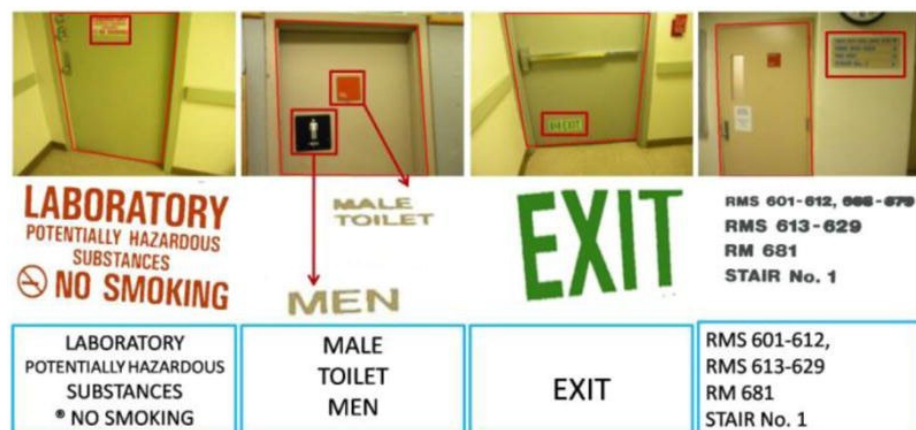 LABORATORY
POTENTIALLY HAZARDOUS
SUBSTANCES
NO SMOKING
MALE
TOILET
MEN
EXIT
RMS 601-612, 666-679
RMS 613-629
RM 681
STAIR No. 1
LABORATORY
POTENTIALLY HAZARDOUS
SUBSTANCES
® NO SMOKING
MALE
TOILET
MEN
EXIT
RMS 601-612,
RMS 613-629
RM 681
STAIR No. 1